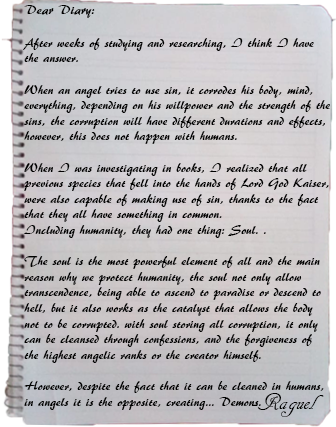 Dear Diary:
After weeks of studying and researching, I think I have
the answer.
When an angel tries to use sin, it corrodes his body, mind,
everything, depending on his willpower and the strength of the
sins, the corruption will have different durations and effects,
however, this does not happen with humans.
When I was investigating in books, I realized that all
previous species that fell into the hands of Lord God Kaiser,
were also capable of making use of sin, thanks to the fact
that they all have something in common.
Including humanity, they had one thing: Soul. .
The soul is the most powerful element of all and the main
reason why we protect humanity, the soul not only allow
transcendence, being able to ascend to paradise or descend to
hell, but it also works as the catalyst that allows the body
not to be corrupted. with soul storing all corruption, it only
can be cleansed through confessions, and the forgiveness of
the highest angelic ranks or the creator himself.
However, despite the fact that it can be cleaned in humans,
in angels it is the opposite, creating... Demons. Raguel